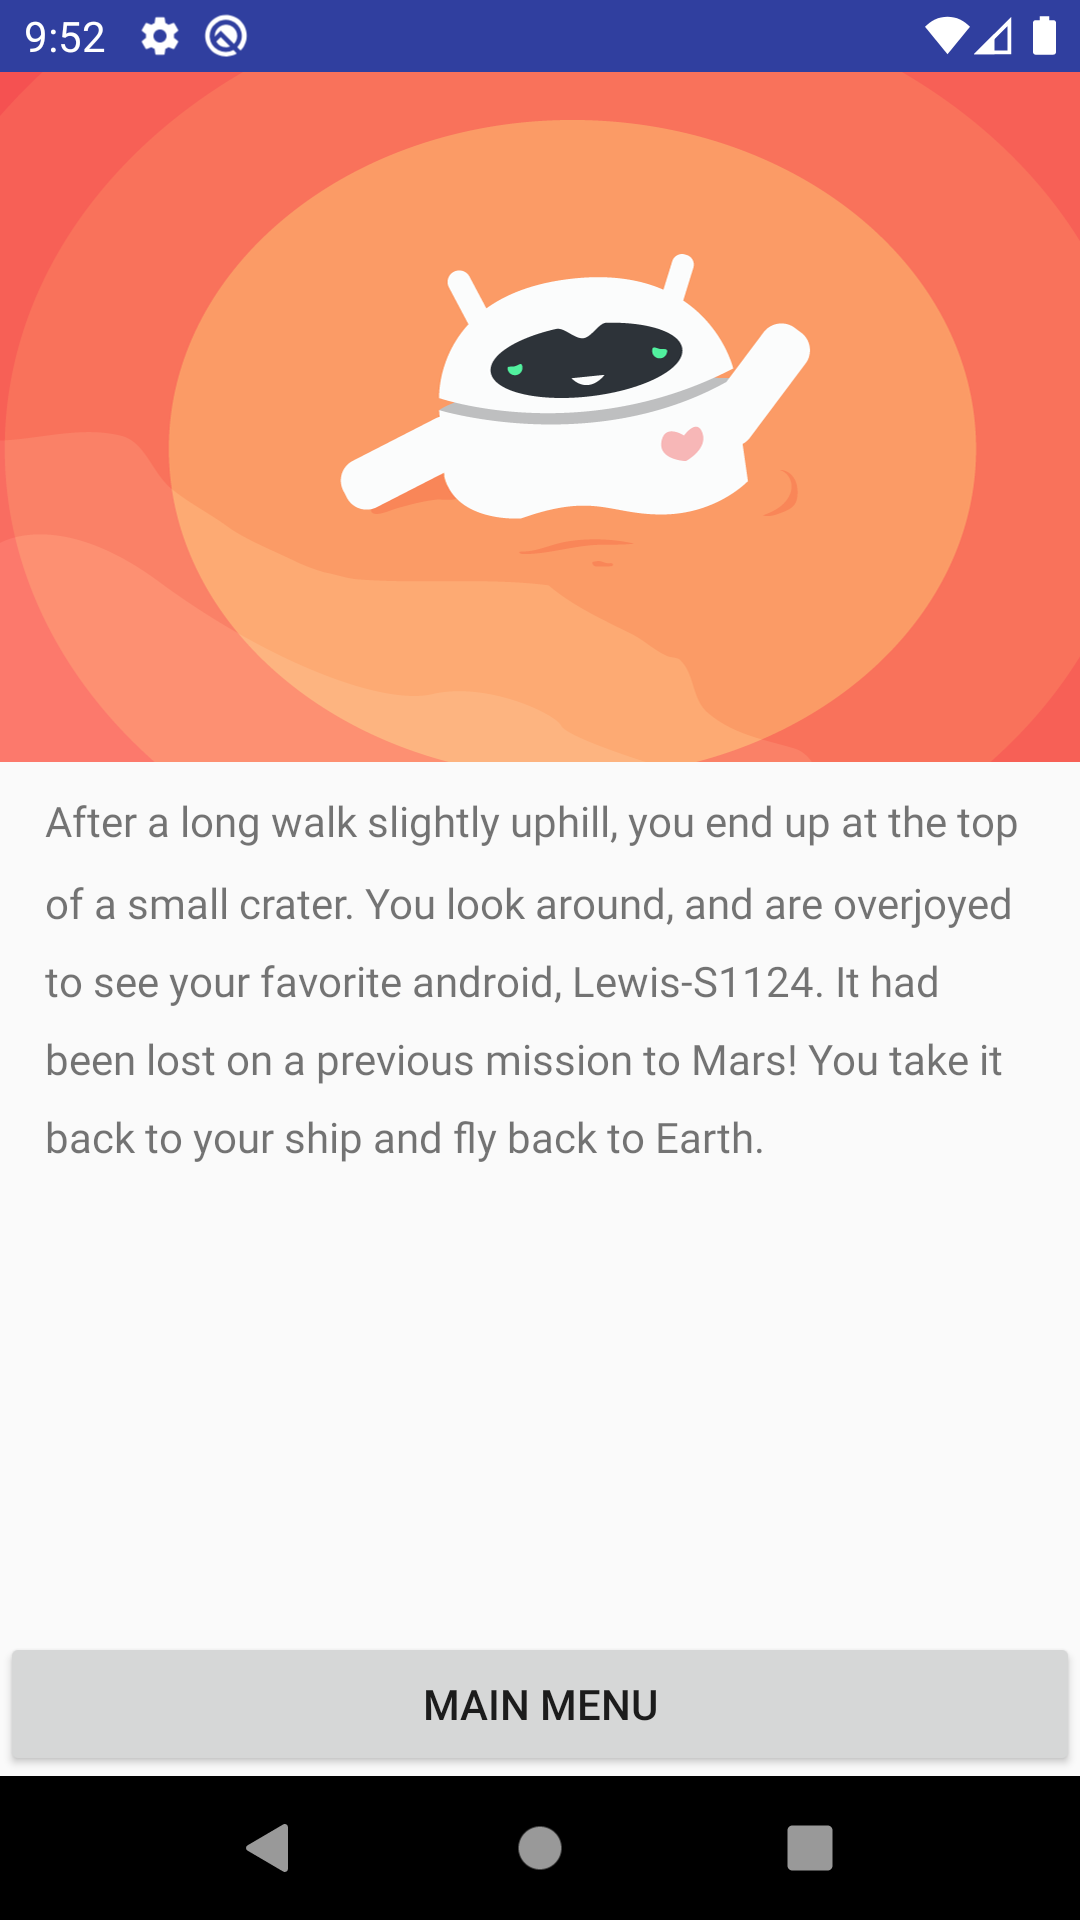 9:52
After a long walk slightly uphill, you end up at the top
of a small crater. You look around, and are overjoyed
to see your favorite android, Lewis-S1124. It had
been lost on a previous mission to Mars! You take it
back to your ship and fly back to Earth.
MAIN MENU